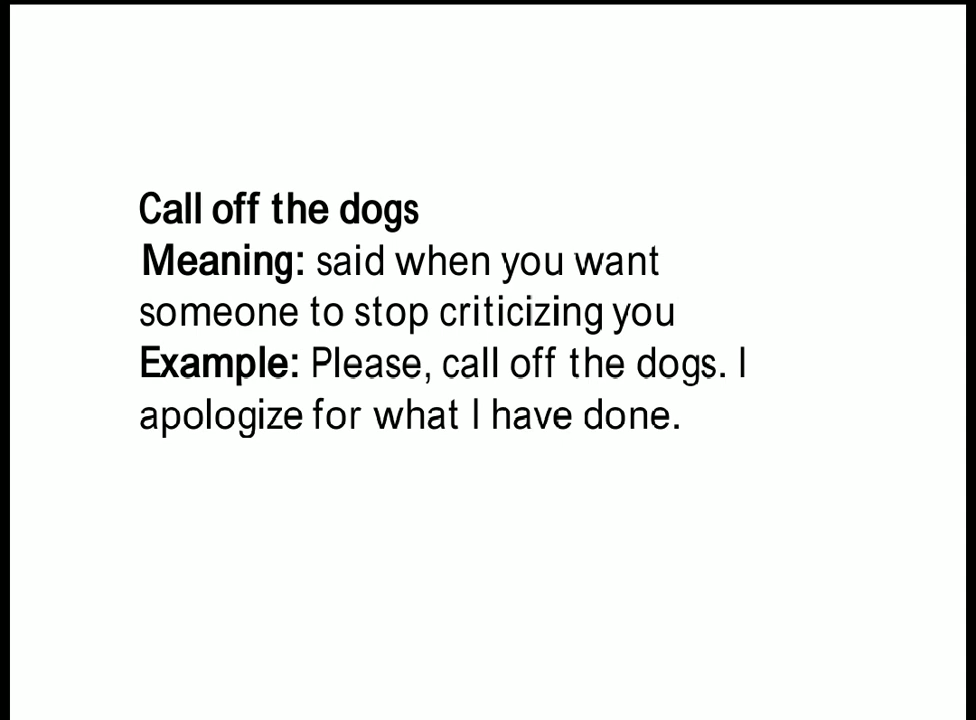 Call off the dogs
Meaning: said when you want
someone to stop criticizing you
Example: Please, call off the dogs. I
apologize for what I have done.